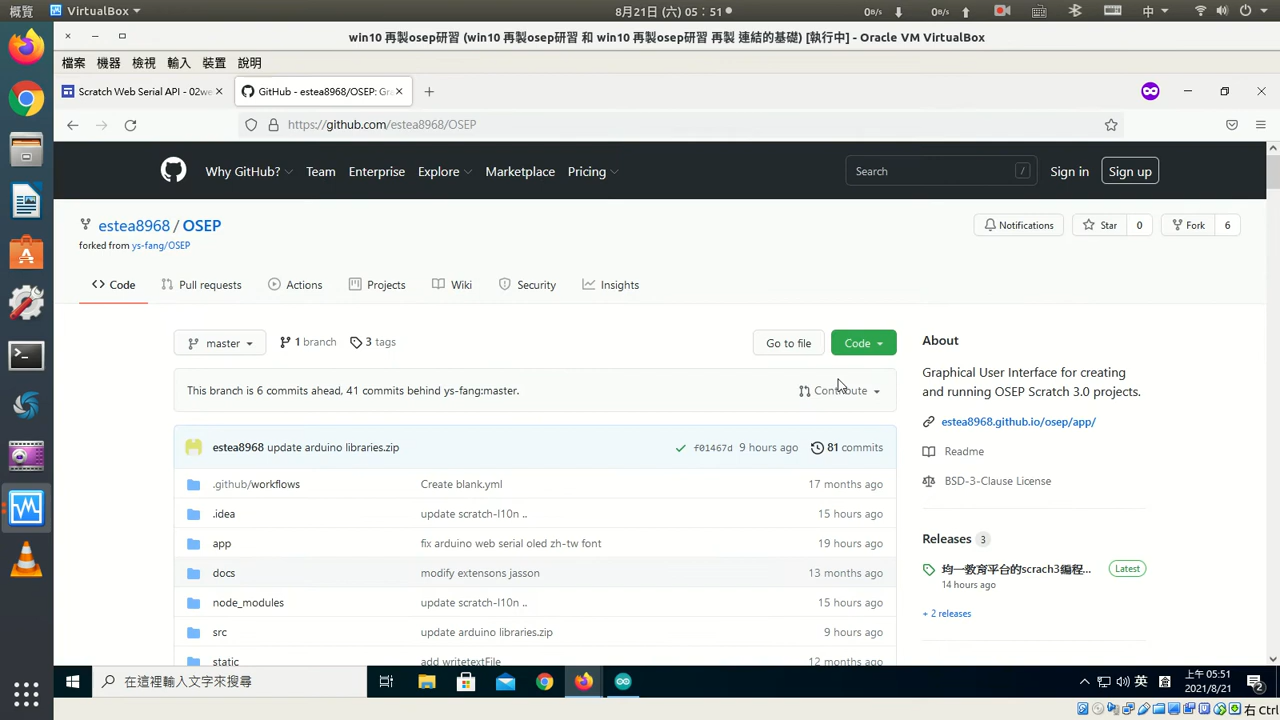 概覽 VirtualBox 8月21日 (六) 05：51 0B/s 0B/s 中
win10 再製osep研習 (win10 再製osep研習 和 win10 再製osep研習 再製 連結的基礎) [執行中] - Oracle VM VirtualBox
檔案 機器 檢視 輸入 裝置 說明
Scratch Web Serial API - 02we GitHub - estea8968/OSEP: Gra
https://github.com/estea8968/OSEP
Why GitHub? Team Enterprise Explore Marketplace Pricing Search / Sign in Sign up
estea8968 / OSEP Notifications Star 0 Fork 6
forked from ys-fang/OSEP
Code Pull requests Actions Projects Wiki Security Insights
master 1 branch 3 tags Go to file Code
This branch is 6 commits ahead, 41 commits behind ys-fang:master. Contribute
estea8968 update arduino libraries.zip f01467d 9 hours ago 81 commits
.github/workflows Create blank.yml 17 months ago
.idea update scratch-l10n .. 15 hours ago
app fix arduino web serial oled zh-tw font 19 hours ago
docs modify extensons jasson 13 months ago
node_modules update scratch-l10n .. 15 hours ago
src update arduino libraries.zip 9 hours ago
static add writetextFile 12 months ago
About
Graphical User Interface for creating
and running OSEP Scratch 3.0 projects.
estea8968.github.io/osep/app/
Readme
BSD-3-Clause License
Releases 3
均一教育平台的scrach3編程... Latest
14 hours ago
+ 2 releases
在這裡輸入文字來搜尋 英 上午 05:51
2021/8/21 2
右 Ctrl